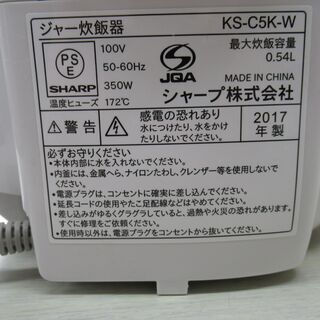 ジャー炊飯器 KS-C5K-W
PS
E
SHARP
100V
50-60Hz
350W
温度ヒューズ 172℃
JQA
最大炊飯容量
0.54L
MADE IN CHINA
シャープ株式会社
警告
感電の恐れあり
水につけたり、水をかけ
たりしないでください。
2017
年製
必ずお守りください
•本体内部に水を入れないでください。
•内釜には、金属へら、ナイロンたわし、クレンザー等を使用しないで
ください。
•電源プラグは、コンセントに確実に差し込んでください。
•延長コードの使用やたこ足配線などはやめてください。
•差し込みがゆるくグラグラしていると、過熱や火災の恐れがあります。
すぐに修理をご依頼ください。
•使用時以外は、電源プラグをコンセントから抜いてください。